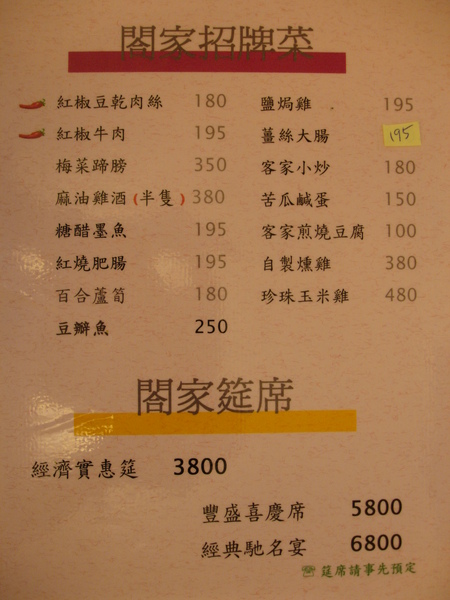 閤家招牌菜
紅椒豆乾肉絲 180
紅椒牛肉 195
梅菜蹄膀 350
麻油雞酒(半隻) 380
糖醋墨魚 195
紅燒肥腸 195
百合蘆筍 180
豆瓣魚 250
鹽焗雞 195
薑絲大腸 195
客家小炒 180
苦瓜鹹蛋 150
客家煎燒豆腐 100
自製燻雞 380
珍珠玉米雞 480
閤家筵席
經濟實惠筵 3800
豐盛喜慶席 5800
經典馳名宴 6800
☎ 筵席請事先預定